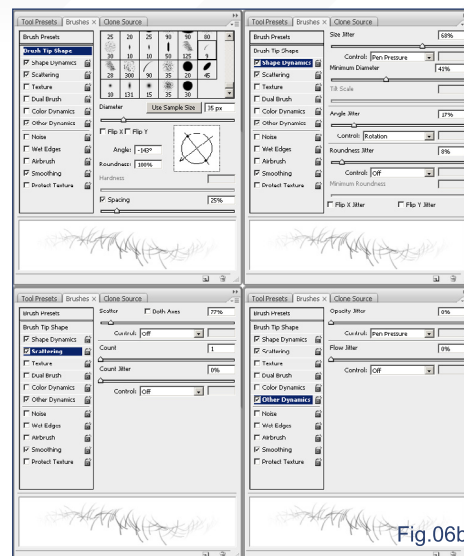 Tool Presets Brushes × Clone Source
Brush Presets
Brush Tip Shape
Shape Dynamics
Scattering
Texture
Dual Brush
Color Dynamics
Other Dynamics
Noise
Wet Edges
Airbrush
Smoothing
Protect Texture
25 20 25 90 90 80
30 10 10 50 125 9
28 300 90 35 20 45
10 131 15 35 30
Diameter Use Sample Size 35 px
Flip X Flip Y
Angle: -143°
Roundness: 100%
Hardness
Spacing 25%
Tool Presets Brushes × Clone Source
Brush Presets
Brush Tip Shape
Shape Dynamics
Scattering
Texture
Dual Brush
Color Dynamics
Other Dynamics
Noise
Wet Edges
Airbrush
Smoothing
Protect Texture
Size Jitter 68%
Control: Pen Pressure
Minimum Diameter 41%
Tilt Scale
Angle Jitter 17%
Control: Rotation
Roundness Jitter 8%
Control: Off
Minimum Roundness
Flip X Jitter Flip Y Jitter
Tool Presets Brushes × Clone Source
Brush Presets
Brush Tip Shape
Shape Dynamics
Scattering
Texture
Dual Brush
Color Dynamics
Other Dynamics
Noise
Wet Edges
Airbrush
Smoothing
Protect Texture
Scatter Both Axes 77%
Control: Off
Count 1
Count Jitter 0%
Control: Off
Tool Presets Brushes × Clone Source
Brush Presets
Brush Tip Shape
Shape Dynamics
Scattering
Texture
Dual Brush
Color Dynamics
Other Dynamics
Noise
Wet Edges
Airbrush
Smoothing
Protect Texture
Opacity Jitter 0%
Control: Pen Pressure
Flow Jitter 0%
Control: Off
Fig.06b